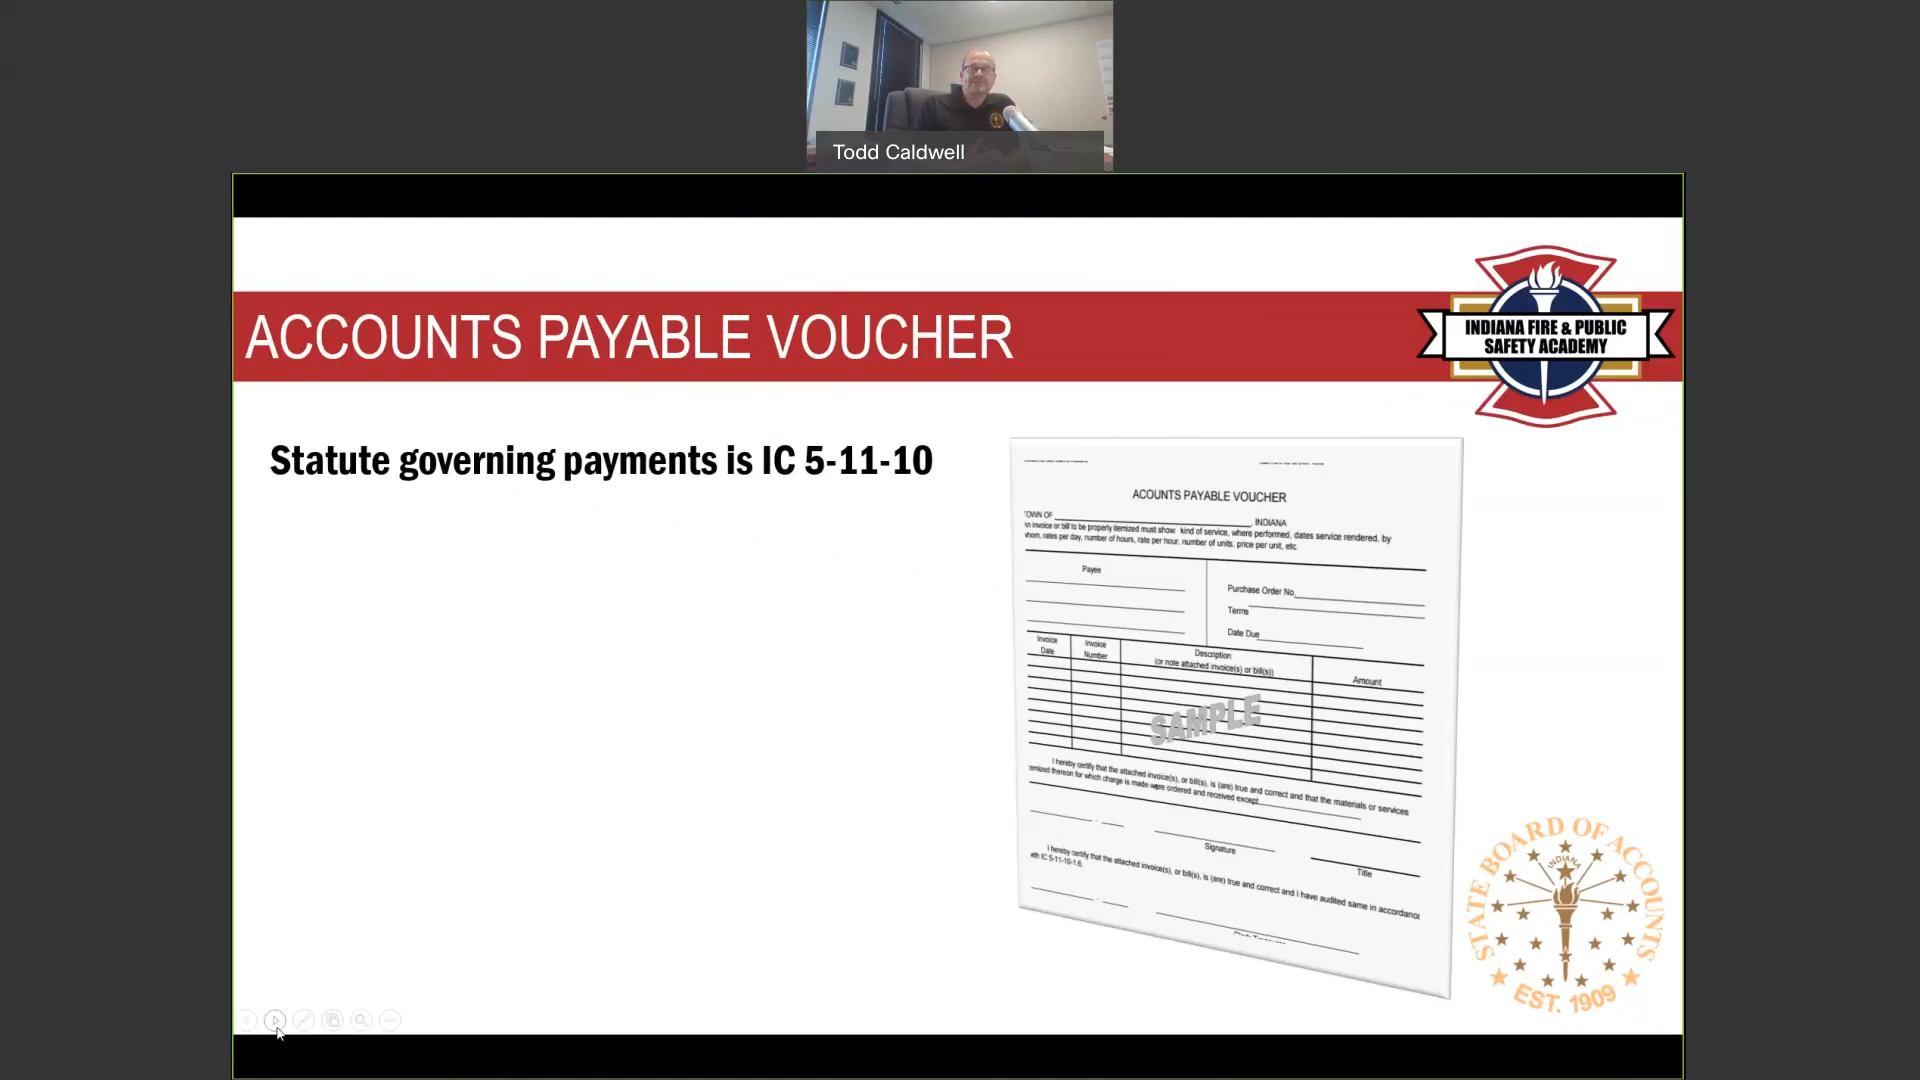 Todd Caldwell
ACCOUNTS PAYABLE VOUCHER
INDIANA FIRE & PUBLIC
SAFETY ACADEMY
Statute governing payments is IC 5-11-10
ACOUNTS PAYABLE VOUCHER
TOWN OF , INDIANA
An invoice or bill to be properly itemized must show: kind of service, where performed, dates service rendered, by
whom, rates per day, number of hours, rate per hour, number of units, price per unit, etc.
Payee
Purchase Order No.
Terms
Date Due
Invoice
Date
Invoice
Number
Description
(or note attached invoice(s) or bill(s))
Amount
SAMPLE
I hereby certify that the attached invoice(s), or bill(s), is (are) true and correct and that the materials or services
itemized thereon for which charge is made were ordered and received except
Signature
Title
I hereby certify that the attached invoice(s), or bill(s), is (are) true and correct and I have audited same in accordance
with IC 5-11-10-1.6.
STATE BOARD OF ACCOUNTS
INDIANA
EST. 1909